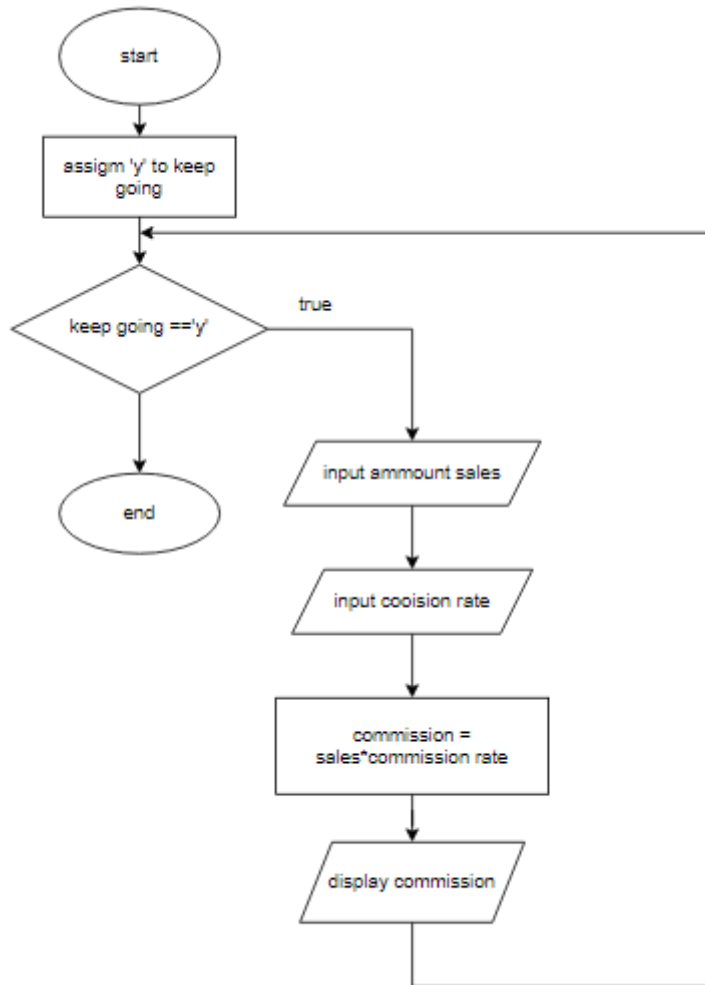 start
assigm 'y' to keep
going
keep going =='y'
true
end
input ammount sales
input cooision rate
commission =
sales*commission rate
display commission